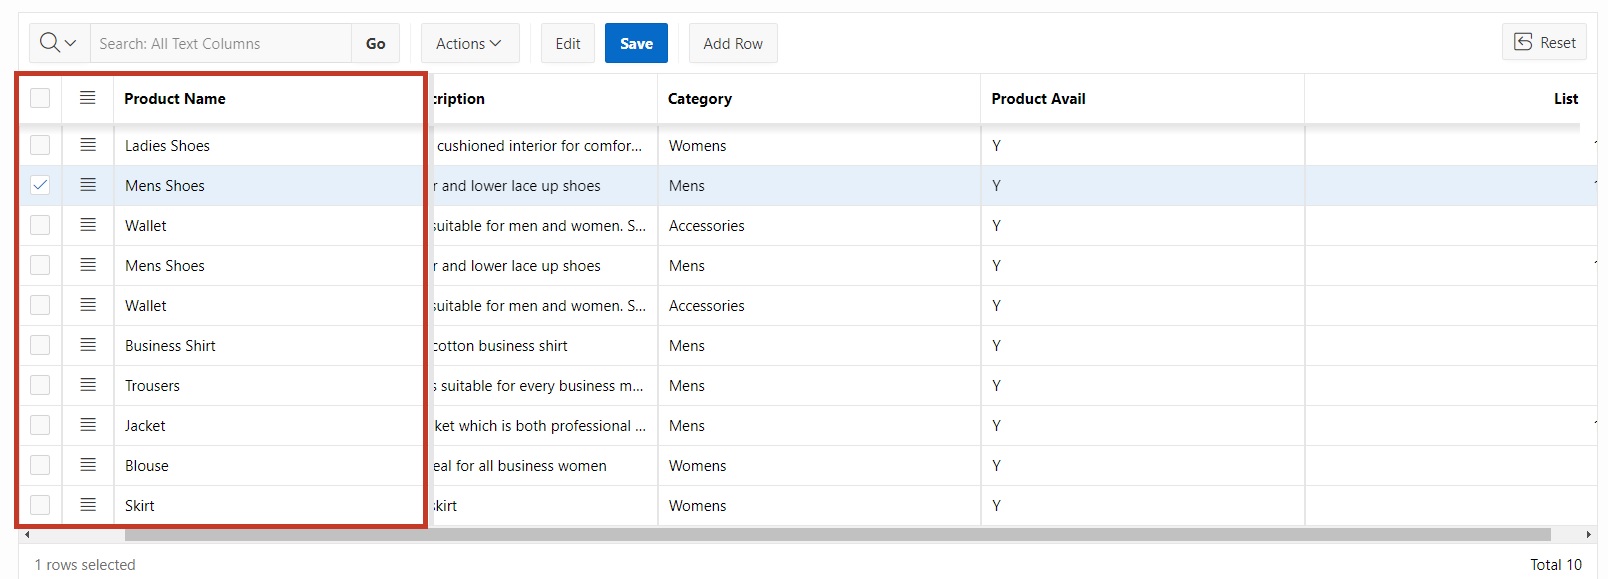 Search: All Text Columns Go Actions Edit Save Add Row Reset
Product Name cription Category Product Avail List
Ladies Shoes cushioned interior for comfor... Womens Y
Mens Shoes r and lower lace up shoes Mens Y
Wallet suitable for men and women. S... Accessories Y
Mens Shoes r and lower lace up shoes Mens Y
Wallet suitable for men and women. S... Accessories Y
Business Shirt cotton business shirt Mens Y
Trousers s suitable for every business m... Mens Y
Jacket ket which is both professional ... Mens Y
Blouse eal for all business women Womens Y
Skirt skirt Womens Y
1 rows selected Total 10